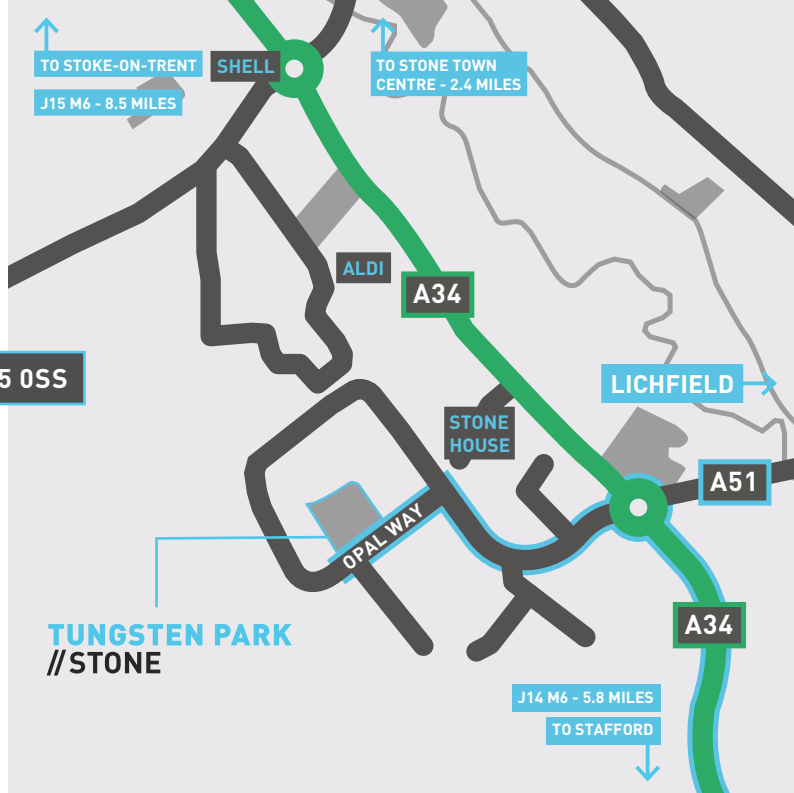 TO STOKE-ON-TRENT
SHELL
TO STONE TOWN
CENTRE - 2.4 MILES
J15 M6 - 8.5 MILES
ALDI
A34
5 0SS
LICHFIELD
STONE
HOUSE
A51
OPAL WAY
A34
TUNGSTEN PARK
//STONE
J14 M6 - 5.8 MILES
TO STAFFORD